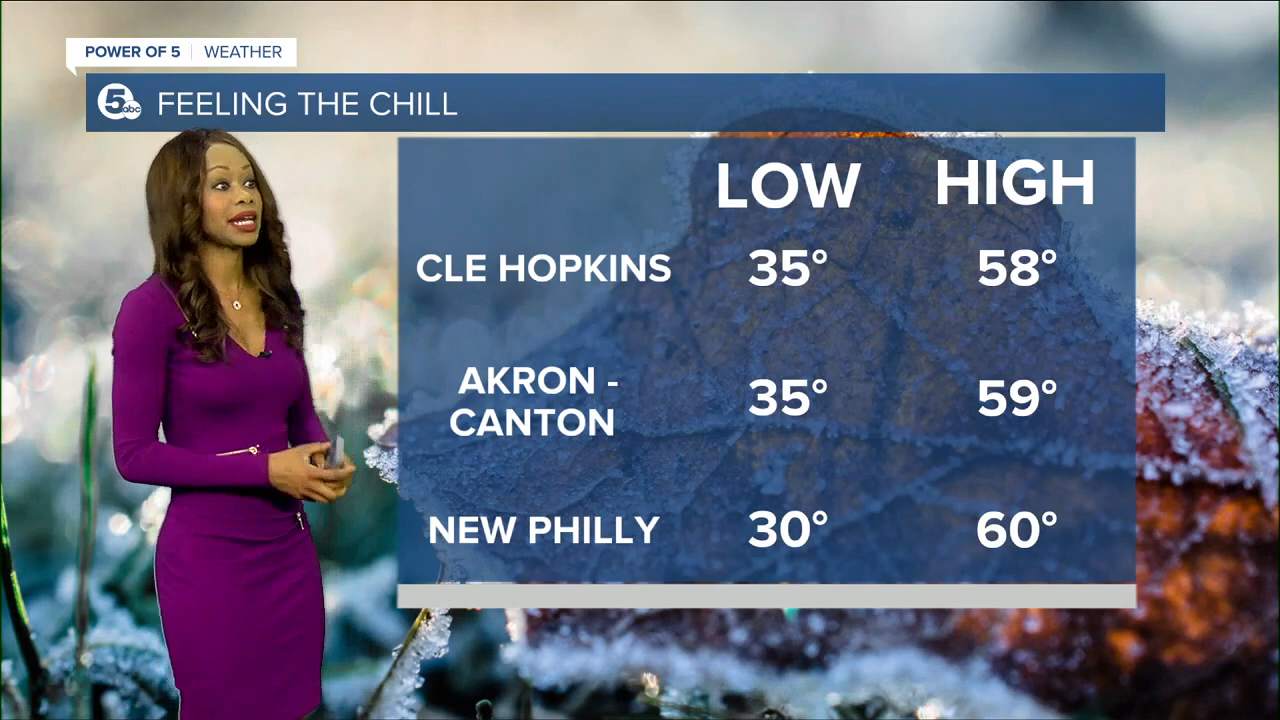 POWER OF 5 | WEATHER
5 abc FEELING THE CHILL
LOW HIGH
CLE HOPKINS 35° 58°
AKRON -
CANTON 35° 59°
NEW PHILLY 30° 60°